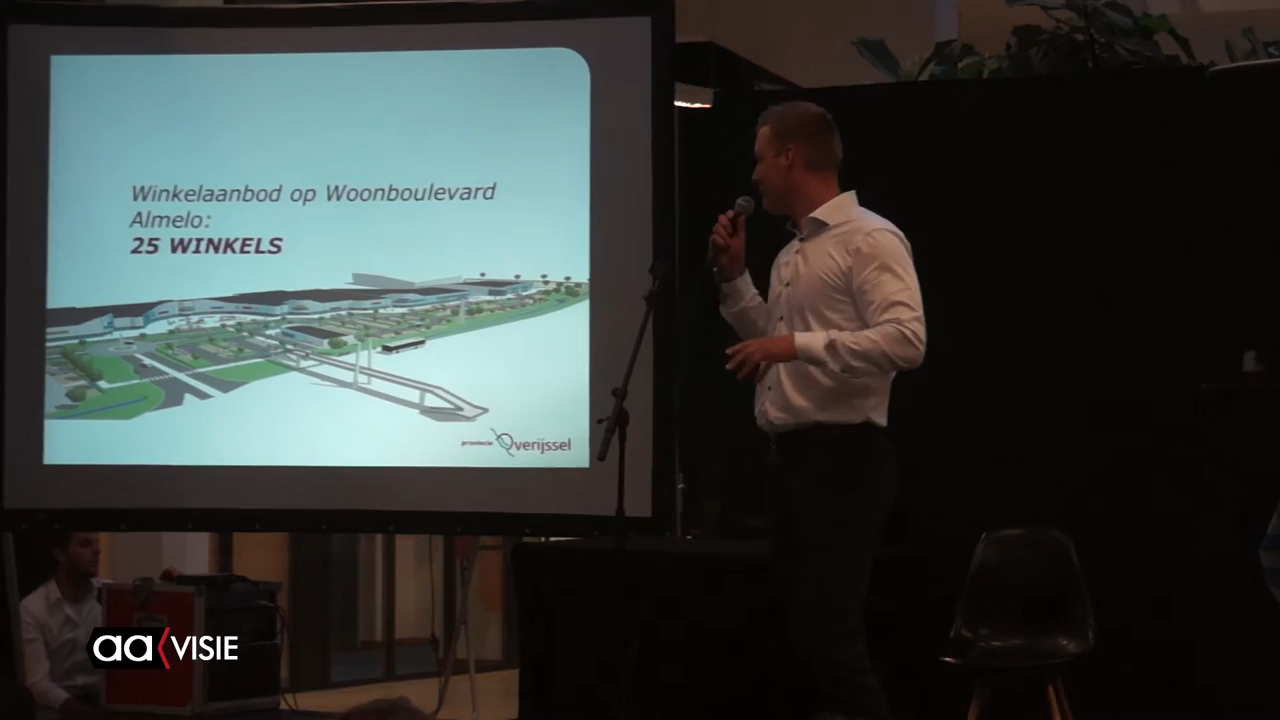 Winkelaanbod op Woonboulevard
Almelo:
25 WINKELS
provincie Overijssel
aa VISIE